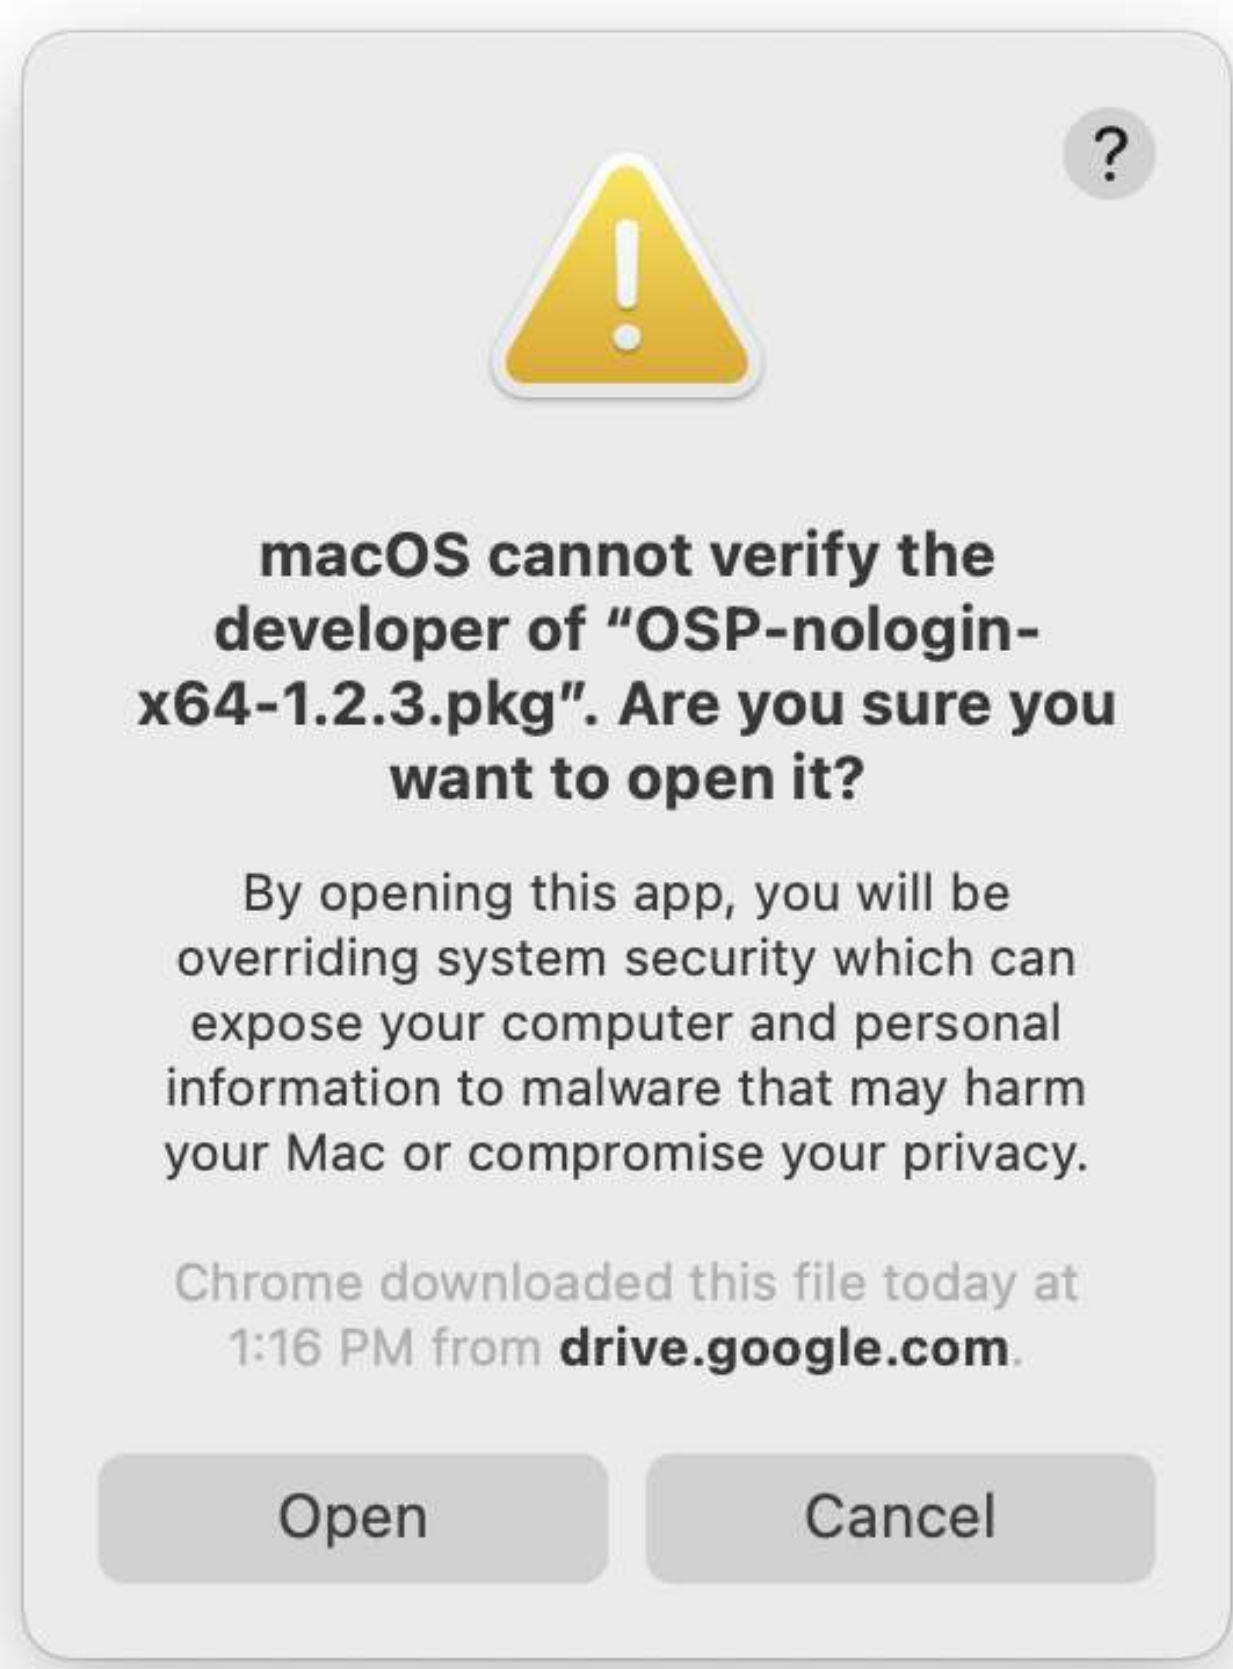 ?
macOS cannot verify the
developer of “OSP-nologin-
x64-1.2.3.pkg”. Are you sure you
want to open it?
By opening this app, you will be
overriding system security which can
expose your computer and personal
information to malware that may harm
your Mac or compromise your privacy.
Chrome downloaded this file today at
1:16 PM from drive.google.com.
Open
Cancel